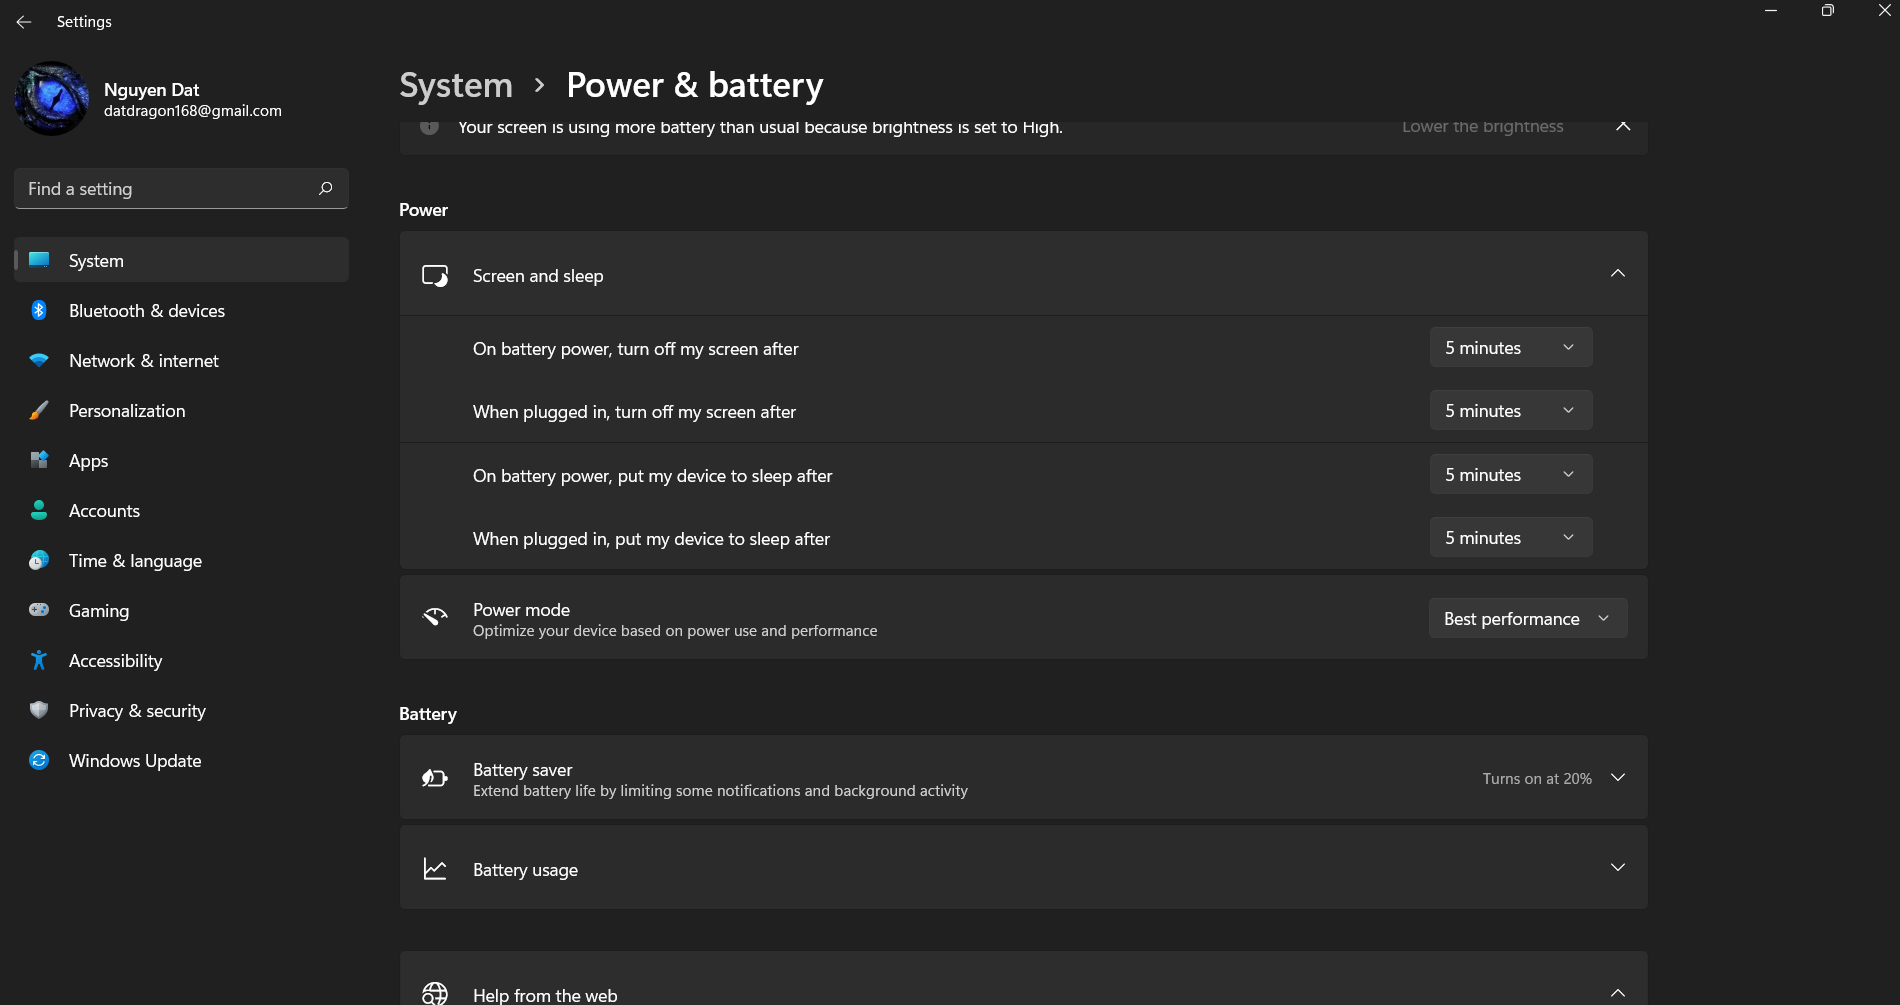 Settings
Nguyen Dat
datdragon168@gmail.com
Find a setting
System
Bluetooth & devices
Network & internet
Personalization
Apps
Accounts
Time & language
Gaming
Accessibility
Privacy & security
Windows Update
System > Power & battery
Your screen is using more battery than usual because brightness is set to High. Lower the brightness
Power
Screen and sleep
On battery power, turn off my screen after 5 minutes
When plugged in, turn off my screen after 5 minutes
On battery power, put my device to sleep after 5 minutes
When plugged in, put my device to sleep after 5 minutes
Power mode
Optimize your device based on power use and performance
Best performance
Battery
Battery saver
Extend battery life by limiting some notifications and background activity
Turns on at 20%
Battery usage
Help from the web